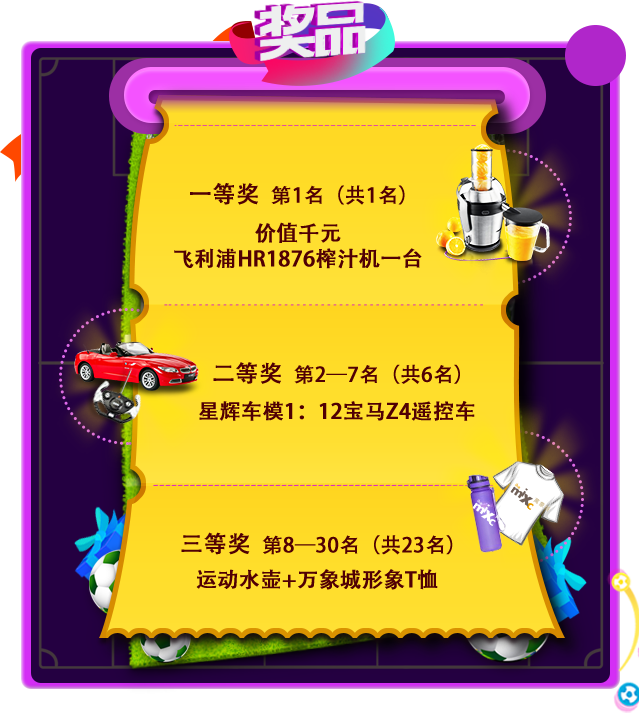 奖品
一等奖 第1名（共1名）
价值千元
飞利浦HR1876榨汁机一台
二等奖 第2—7名（共6名）
星辉车模1：12宝马Z4遥控车
mixc
mixc
三等奖 第8—30名（共23名）
运动水壶+万象城形象T恤